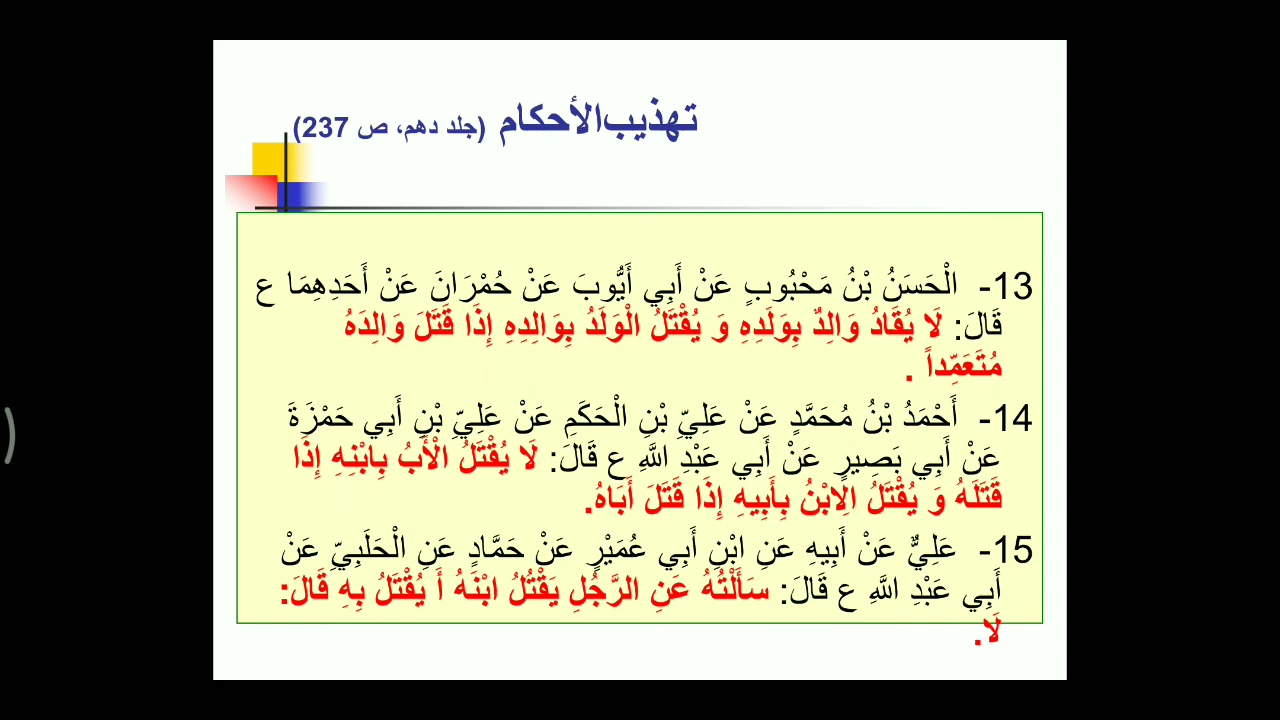 تهذيب‌الأحكام (جلد دهم، ص 237)
13- الْحَسَنُ بْنُ مَحْبُوبٍ عَنْ أَبِي أَيُّوبَ عَنْ حُمْرَانَ عَنْ أَحَدِهِمَا ع
قَالَ: لَا يُقَادُ وَالِدٌ بِوَلَدِهِ وَ يُقْتَلُ الْوَلَدُ بِوَالِدِهِ إِذَا قَتَلَ وَالِدَهُ
مُتَعَمِّداً .
14- أَحْمَدُ بْنُ مُحَمَّدٍ عَنْ عَلِيِّ بْنِ الْحَكَمِ عَنْ عَلِيِّ بْنِ أَبِي حَمْزَةَ
عَنْ أَبِي بَصِيرٍ عَنْ أَبِي عَبْدِ اللَّهِ ع قَالَ: لَا يُقْتَلُ الْأَبُ بِابْنِهِ إِذَا
قَتَلَهُ وَ يُقْتَلُ الِابْنُ بِأَبِيهِ إِذَا قَتَلَ أَبَاهُ.
15- عَلِيٌّ عَنْ أَبِيهِ عَنِ ابْنِ أَبِي عُمَيْرٍ عَنْ حَمَّادٍ عَنِ الْحَلَبِيِّ عَنْ
أَبِي عَبْدِ اللَّهِ ع قَالَ: سَأَلْتُهُ عَنِ الرَّجُلِ يَقْتُلُ ابْنَهُ أَ يُقْتَلُ بِهِ قَالَ:
لَا.